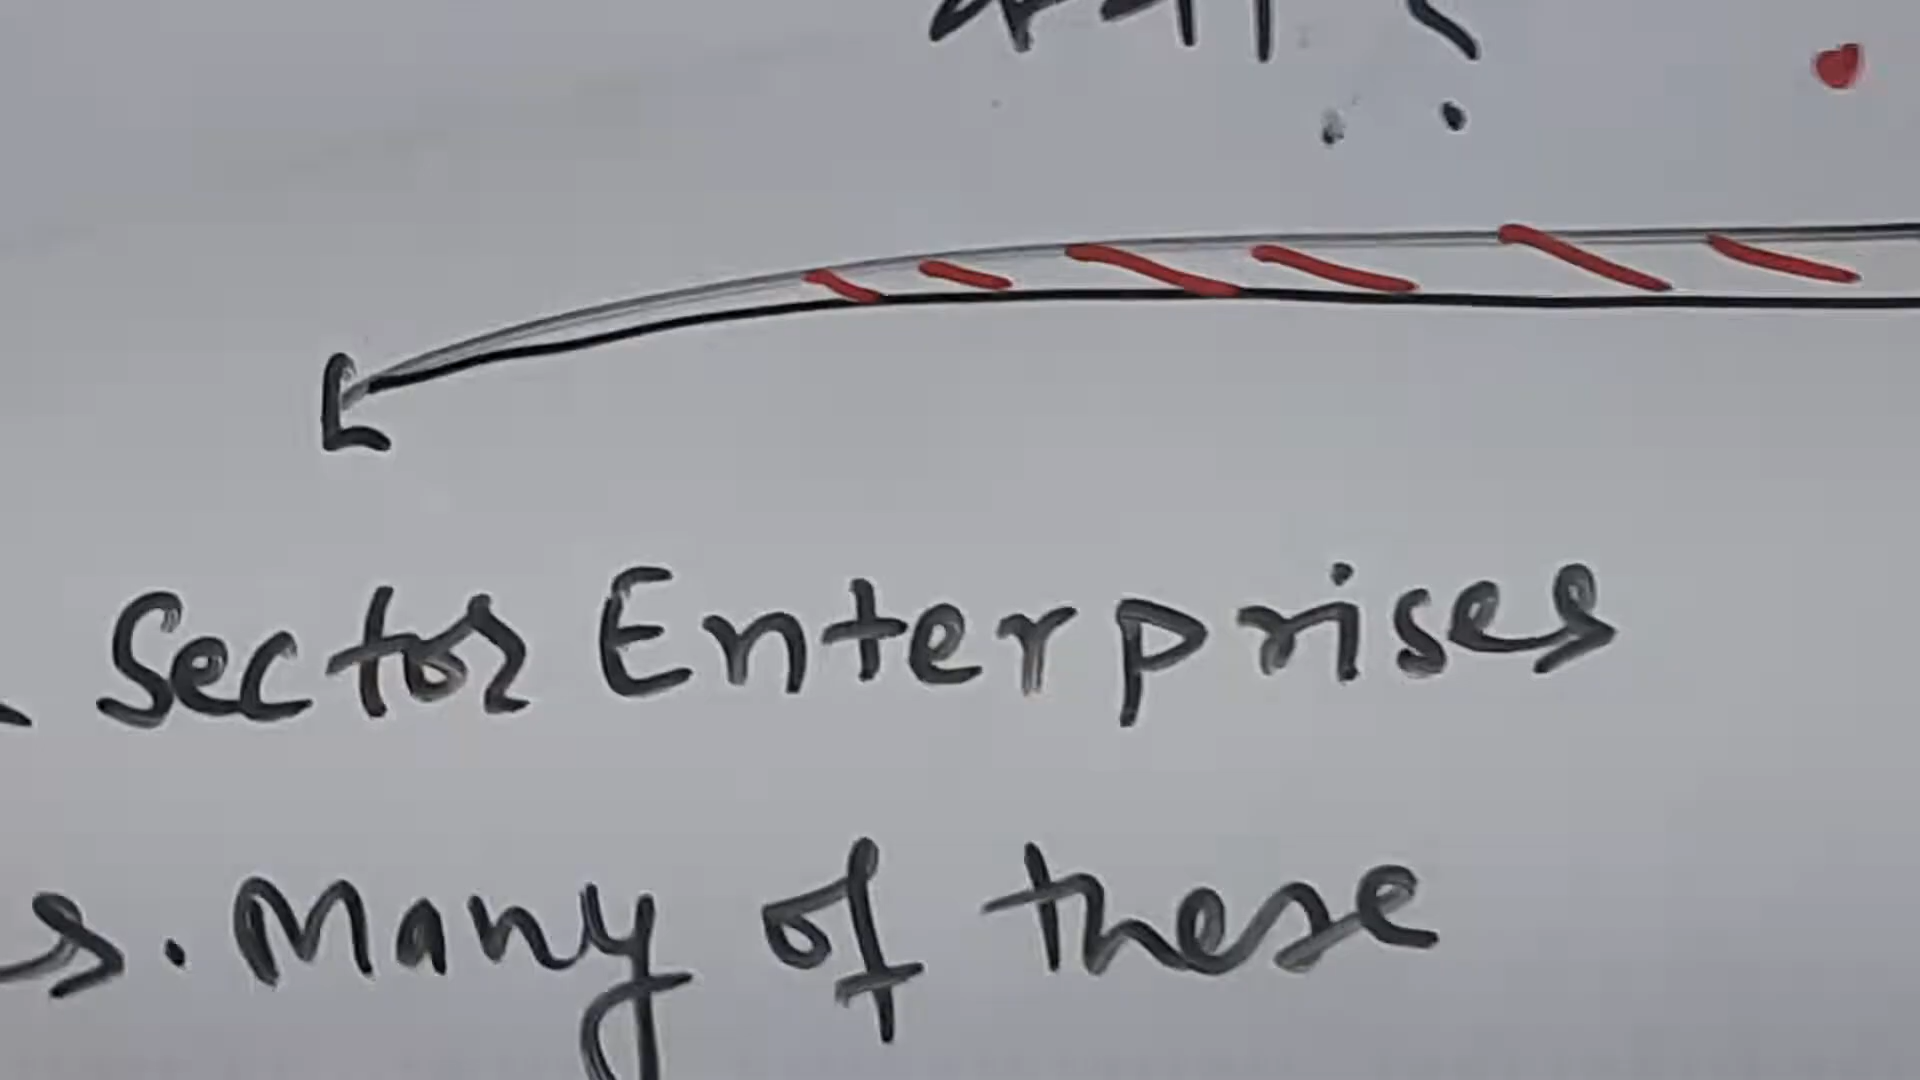 Sector Enterprises
s. Many of these